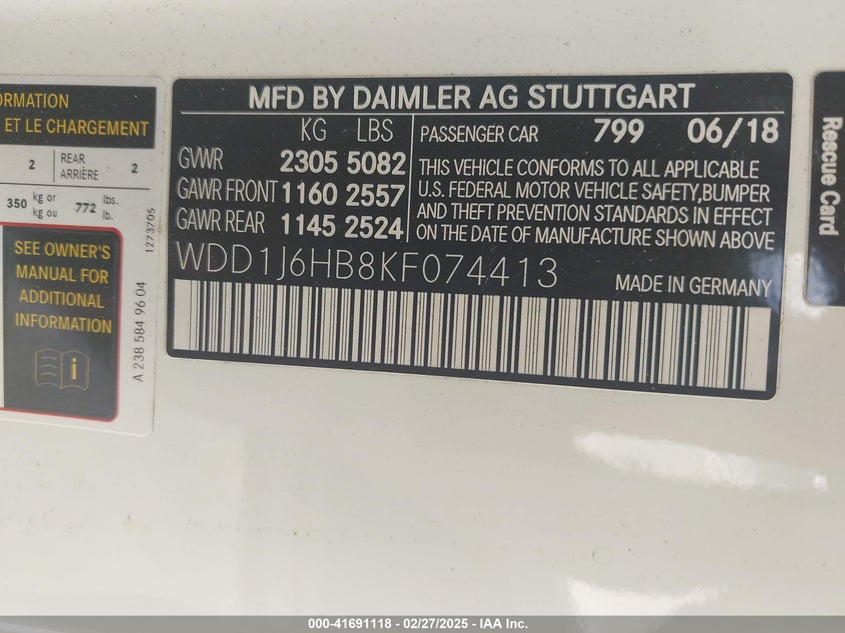 ORMATION
ET LE CHARGEMENT
2 REAR ARRIÈRE 2
350 kg or kg ou 772 lbs. lb.
SEE OWNER'S
MANUAL FOR
ADDITIONAL
INFORMATION
i
1273705
A 238 584 96 04
MFD BY DAIMLER AG STUTTGART
KG LBS
GVWR 2305 5082
GAWR FRONT 1160 2557
GAWR REAR 1145 2524
PASSENGER CAR 799 06/18
THIS VEHICLE CONFORMS TO ALL APPLICABLE
U.S. FEDERAL MOTOR VEHICLE SAFETY,BUMPER
AND THEFT PREVENTION STANDARDS IN EFFECT
ON THE DATE OF MANUFACTURE SHOWN ABOVE
WDD1J6HB8KF074413
MADE IN GERMANY
Rescue Card
000-41691118 - 02/27/2025 - IAA Inc.